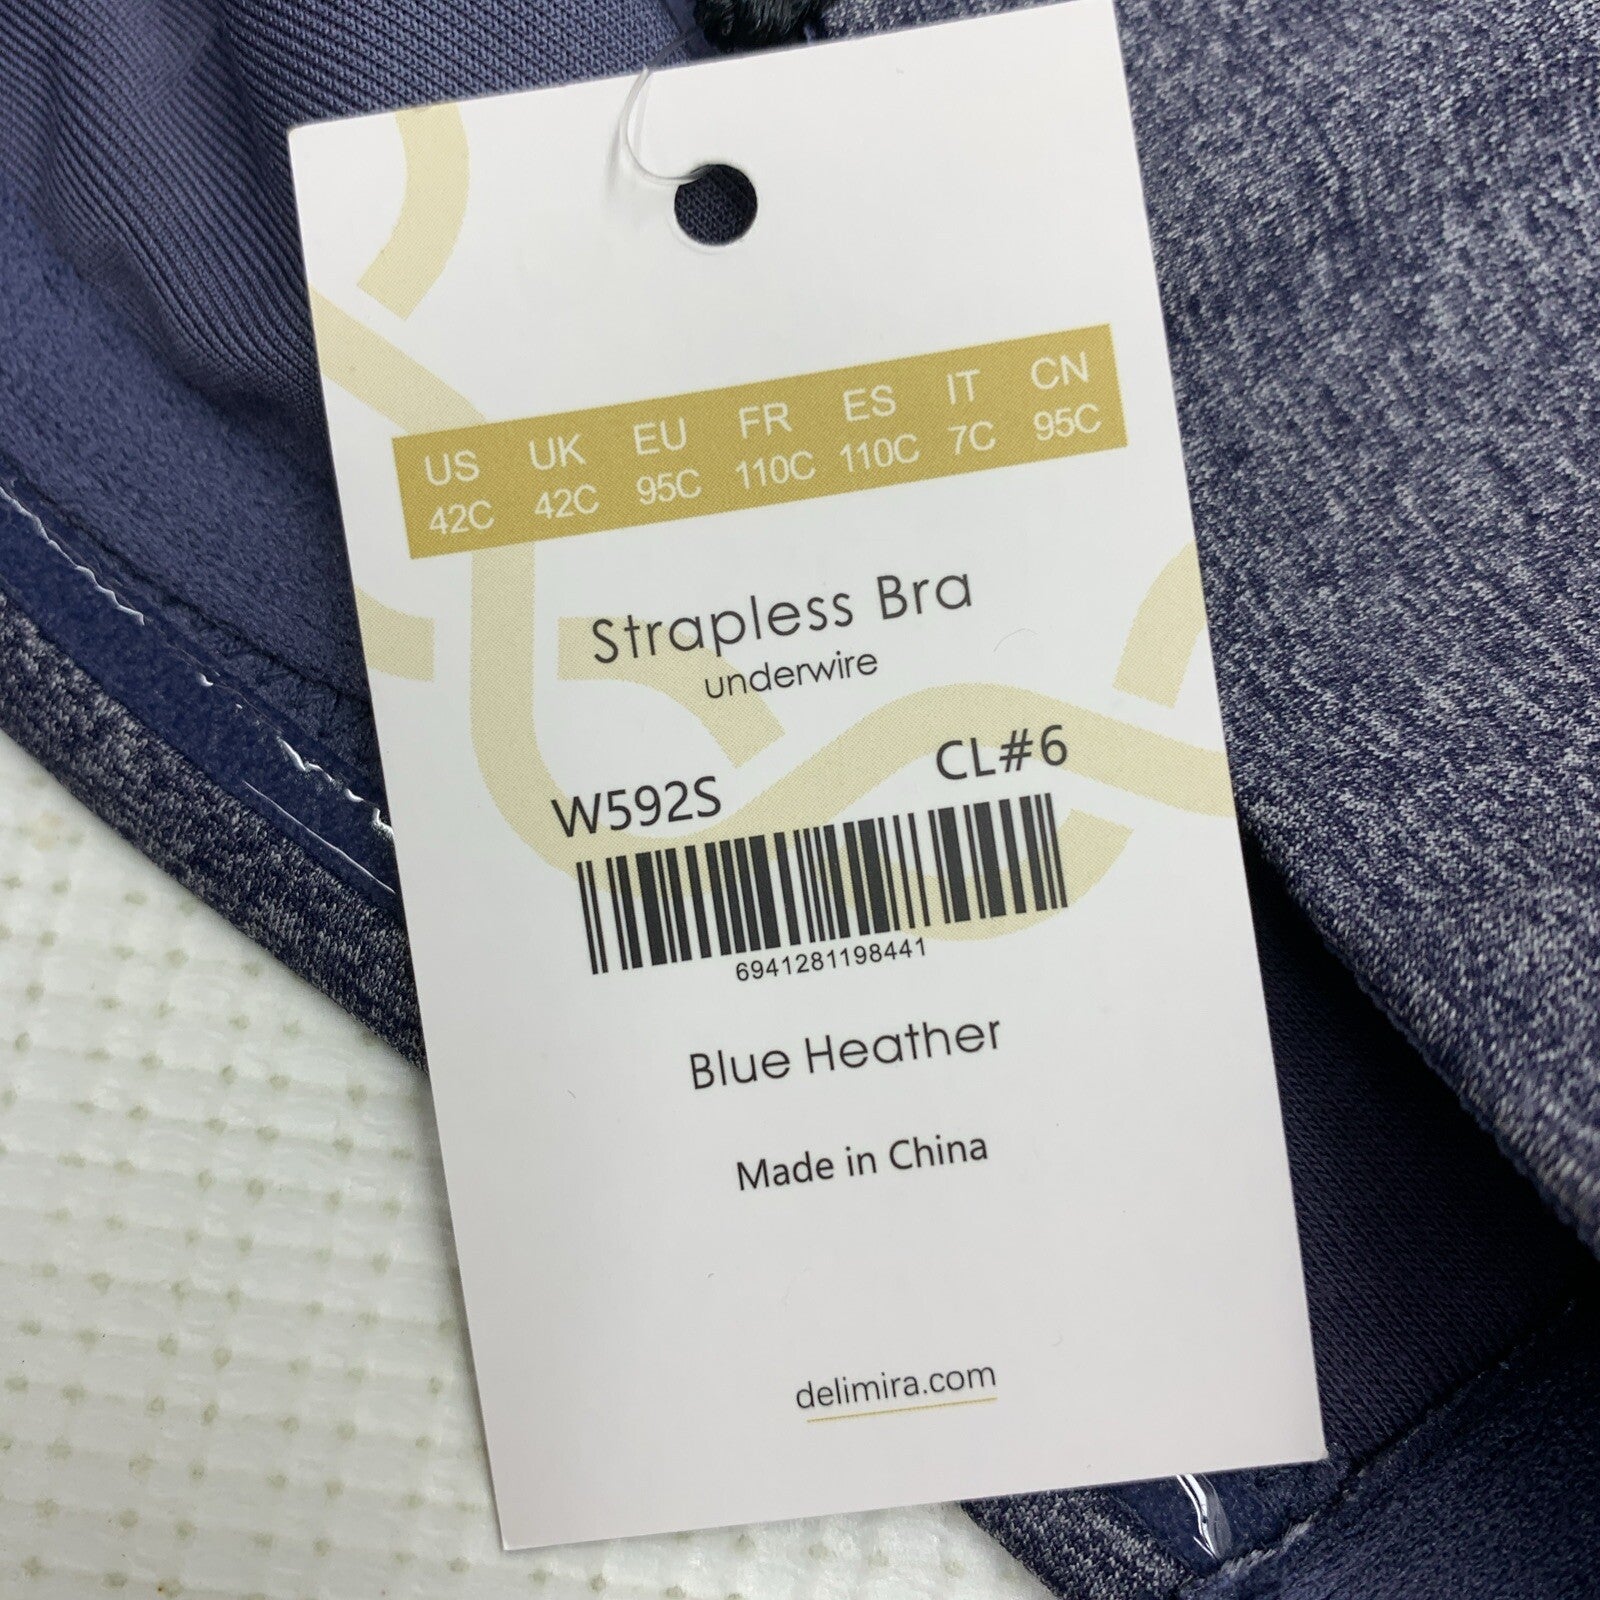 US UK EU FR ES IT CN
42C 42C 95C 110C 110C 7C 95C
Strapless Bra
underwire
W592S CL#6
6941281198441
Blue Heather
Made in China
delimira.com